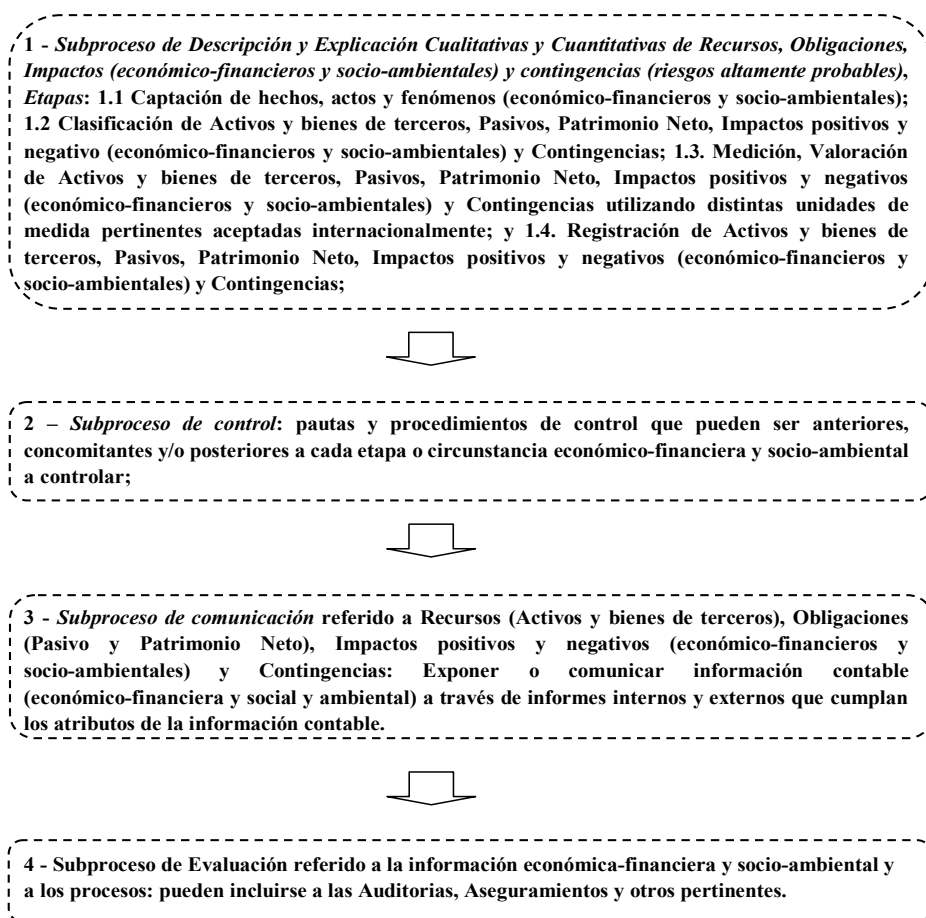 1 - Subproceso de Descripción y Explicación Cualitativas y Cuantitativas de Recursos, Obligaciones,
Impactos (económico-financieros y socio-ambientales) y contingencias (riesgos altamente probables),
Etapas: 1.1 Captación de hechos, actos y fenómenos (económico-financieros y socio-ambientales);
1.2 Clasificación de Activos y bienes de terceros, Pasivos, Patrimonio Neto, Impactos positivos y
negativo (económico-financieros y socio-ambientales) y Contingencias; 1.3. Medición, Valoración
de Activos y bienes de terceros, Pasivos, Patrimonio Neto, Impactos positivos y negativos
(económico-financieros y socio-ambientales) y Contingencias utilizando distintas unidades de
medida pertinentes aceptadas internacionalmente; y 1.4. Registración de Activos y bienes de
terceros, Pasivos, Patrimonio Neto, Impactos positivos y negativos (económico-financieros y
socio-ambientales) y Contingencias;
2 – Subproceso de control: pautas y procedimientos de control que pueden ser anteriores,
concomitantes y/o posteriores a cada etapa o circunstancia económico-financiera y socio-ambiental
a controlar;
3 - Subproceso de comunicación referido a Recursos (Activos y bienes de terceros), Obligaciones
(Pasivo y Patrimonio Neto), Impactos positivos y negativos (económico-financieros y
socio-ambientales) y Contingencias: Exponer o comunicar información contable
(económico-financiera y social y ambiental) a través de informes internos y externos que cumplan
los atributos de la información contable.
4 - Subproceso de Evaluación referido a la información económica-financiera y socio-ambiental y
a los procesos: pueden incluirse a las Auditorias, Aseguramientos y otros pertinentes.